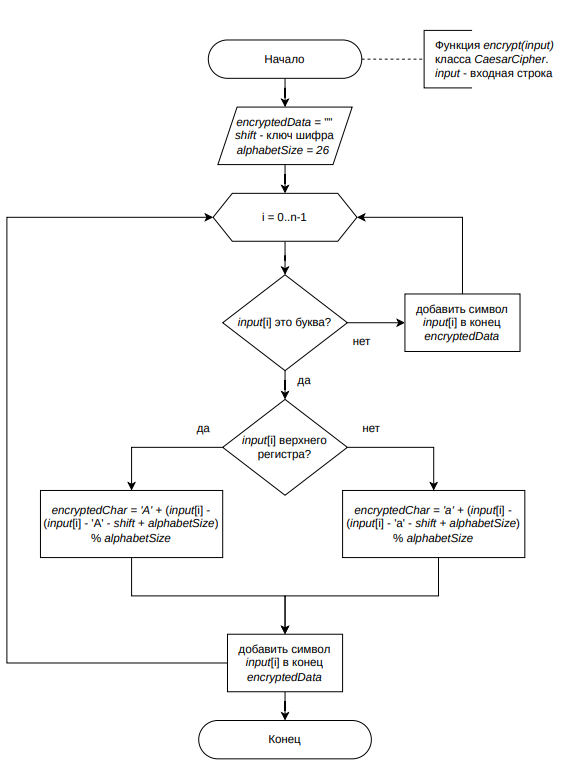 Начало
Функция encrypt(input)
класса CaesarCipher.
input - входная строка
encryptedData = ""
shift - ключ шифра
alphabetSize = 26
i = 0..n-1
input[i] это буква?
нет
добавить символ
input[i] в конец
encryptedData
да
input[i] верхнего
регистра?
да
нет
encryptedChar = 'A' + (input[i] -
(input[i] - 'A' - shift + alphabetSize)
% alphabetSize
encryptedChar = 'a' + (input[i] -
(input[i] - 'a' - shift + alphabetSize)
% alphabetSize
добавить символ
input[i] в конец
encryptedData
Конец